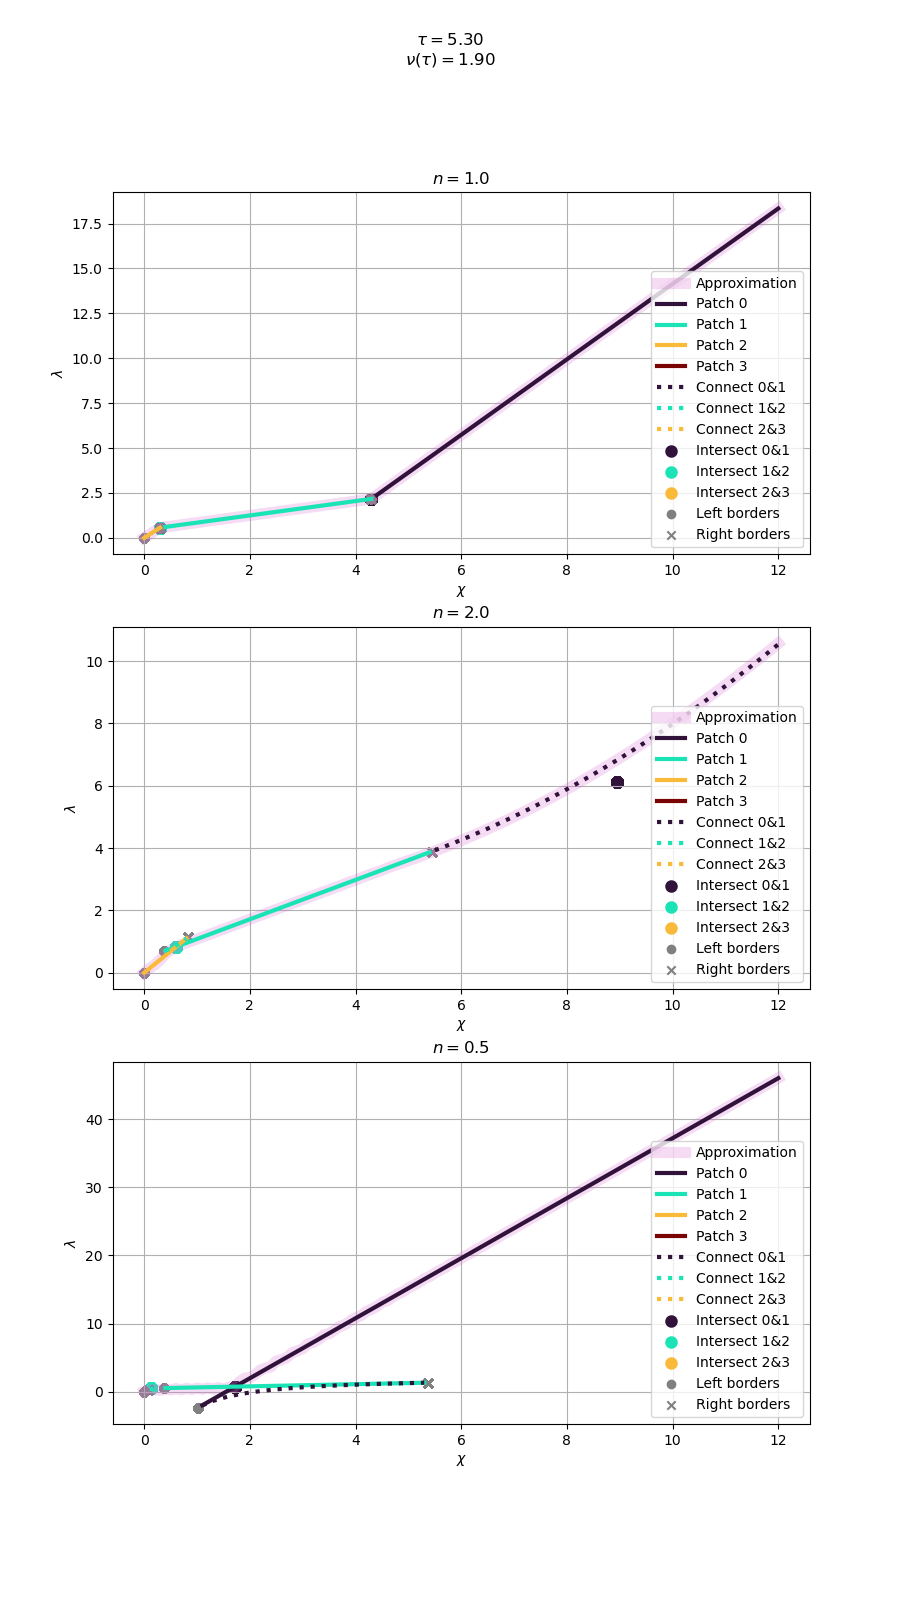 τ = 5.30
ν(τ) = 1.90
n = 1.0
17.5
15.0
12.5
10.0
7.5
5.0
2.5
0.0
λ
0 2 4 6 8 10 12
χ
Approximation
Patch 0
Patch 1
Patch 2
Patch 3
Connect 0&1
Connect 1&2
Connect 2&3
Intersect 0&1
Intersect 1&2
Intersect 2&3
Left borders
Right borders
n = 2.0
10
8
6
4
2
0
λ
0 2 4 6 8 10 12
χ
Approximation
Patch 0
Patch 1
Patch 2
Patch 3
Connect 0&1
Connect 1&2
Connect 2&3
Intersect 0&1
Intersect 1&2
Intersect 2&3
Left borders
Right borders
n = 0.5
40
30
20
10
0
λ
0 2 4 6 8 10 12
χ
Approximation
Patch 0
Patch 1
Patch 2
Patch 3
Connect 0&1
Connect 1&2
Connect 2&3
Intersect 0&1
Intersect 1&2
Intersect 2&3
Left borders
Right borders